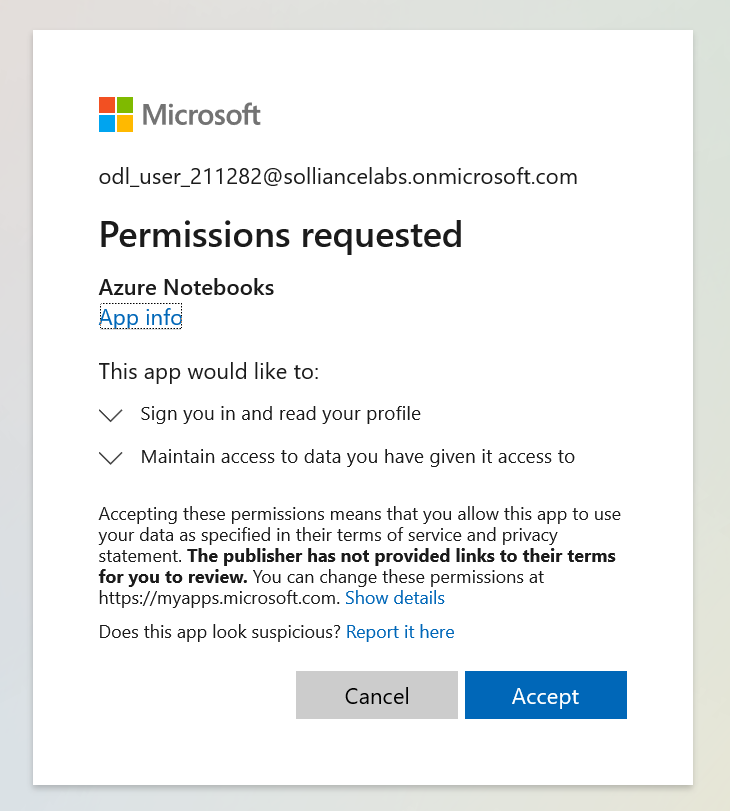 Microsoft
odl_user_211282@solliancelabs.onmicrosoft.com
Permissions requested
Azure Notebooks
App info
This app would like to:
Sign you in and read your profile
Maintain access to data you have given it access to
Accepting these permissions means that you allow this app to use
your data as specified in their terms of service and privacy
statement. The publisher has not provided links to their terms
for you to review. You can change these permissions at
https://myapps.microsoft.com. Show details
Does this app look suspicious? Report it here
Cancel Accept